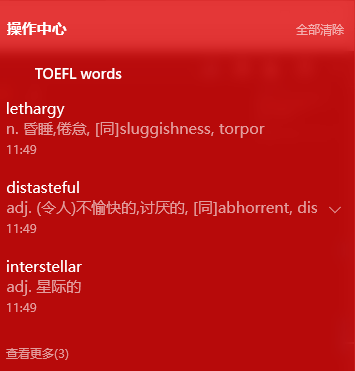 操作中心
全部清除
TOEFL words
lethargy
n. 昏睡,倦怠, [同]sluggishness, torpor
11:49
distasteful
adj. (令人)不愉快的,讨厌的, [同]abhorrent, dis
11:49
interstellar
adj. 星际的
11:49
查看更多(3)